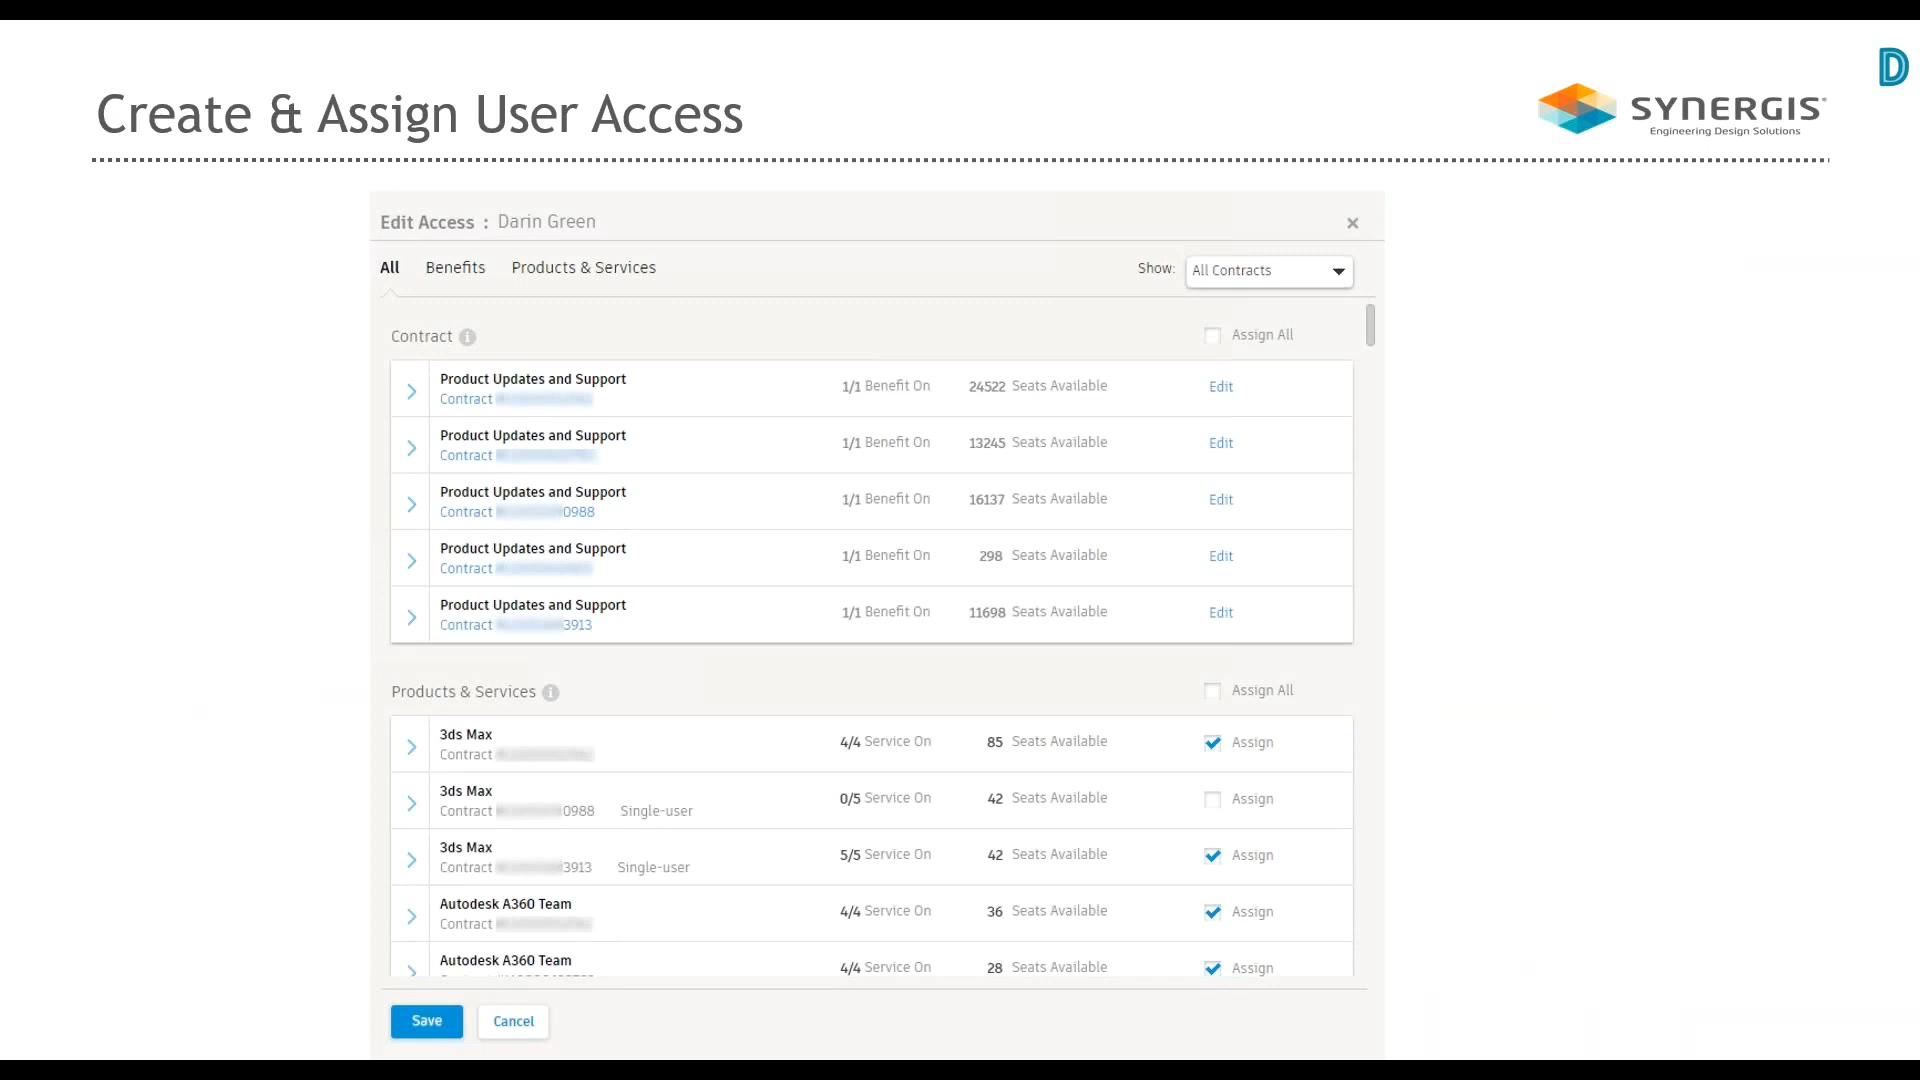 D
Create & Assign User Access
SYNERGIS®
Engineering Design Solutions
Edit Access : Darin Green
All Benefits Products & Services Show: All Contracts
Contract Assign All
Product Updates and Support
Contract
1/1 Benefit On 24522 Seats Available Edit
Product Updates and Support
Contract
1/1 Benefit On 13245 Seats Available Edit
Product Updates and Support
Contract 0988
1/1 Benefit On 16137 Seats Available Edit
Product Updates and Support
Contract
1/1 Benefit On 298 Seats Available Edit
Product Updates and Support
Contract 3913
1/1 Benefit On 11698 Seats Available Edit
Products & Services Assign All
3ds Max
Contract
4/4 Service On 85 Seats Available Assign
3ds Max
Contract 0988 Single-user
0/5 Service On 42 Seats Available Assign
3ds Max
Contract 3913 Single-user
5/5 Service On 42 Seats Available Assign
Autodesk A360 Team
Contract
4/4 Service On 36 Seats Available Assign
Autodesk A360 Team
4/4 Service On 28 Seats Available Assign
Save Cancel